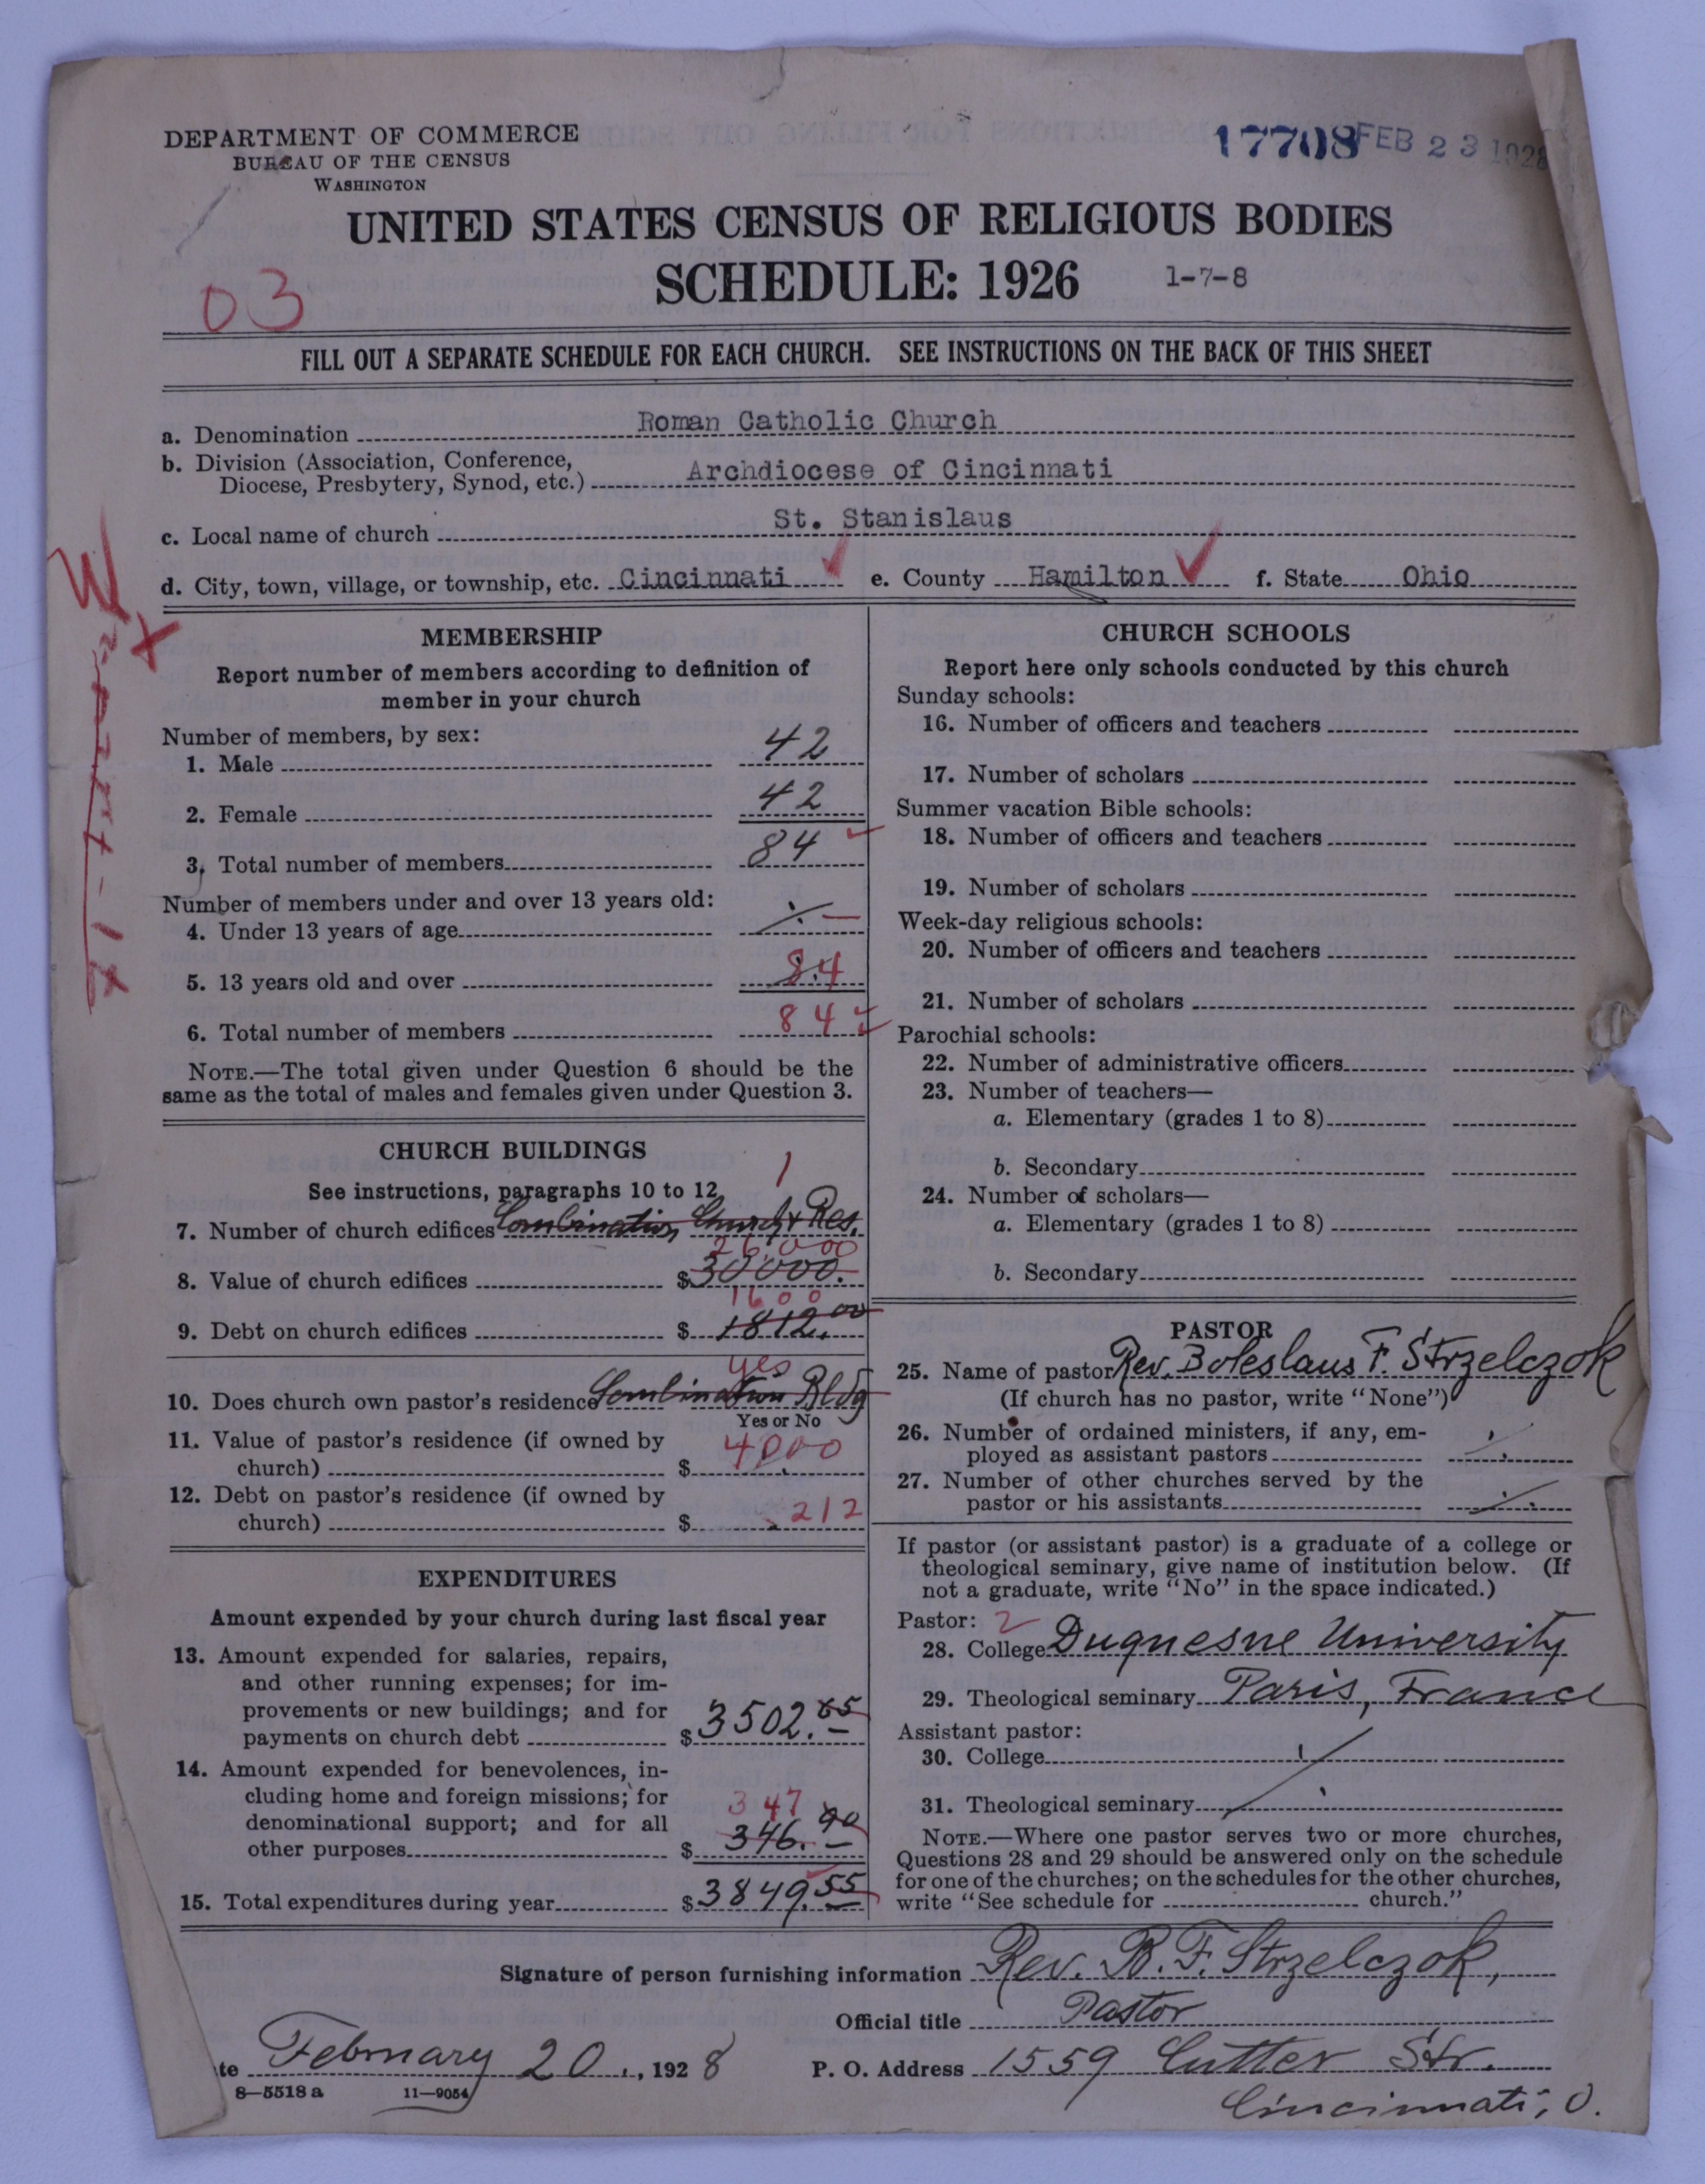 DEPARTMENT OF COMMERCE
BUREAU OF THE CENSUS
WASHINGTON
17708 FEB 23 1928
UNITED STATES CENSUS OF RELIGIOUS BODIES
SCHEDULE: 1926 1-7-8
03
FILL OUT A SEPARATE SCHEDULE FOR EACH CHURCH. SEE INSTRUCTIONS ON THE BACK OF THIS SHEET
a. Denomination Roman Catholic Church
b. Division (Association, Conference,
Diocese, Presbytery, Synod, etc.) Archdiocese of Cincinnati
c. Local name of church St. Stanislaus
d. City, town, village, or township, etc. Cincinnati e. County Hamilton f. State Ohio
MEMBERSHIP
Report number of members according to definition of
member in your church
Number of members, by sex:
1. Male 42
2. Female 42
3. Total number of members 84
Number of members under and over 13 years old:
4. Under 13 years of age —
5. 13 years old and over 84
6. Total number of members 84
NOTE.—The total given under Question 6 should be the
same as the total of males and females given under Question 3.
CHURCH BUILDINGS
See instructions, paragraphs 10 to 12
1
7. Number of church edifices Combination Church & Res.
26,000
8. Value of church edifices $30000.
1600
9. Debt on church edifices $1812.00
yes
10. Does church own pastor's residence Combination Bldg
Yes or No
11. Value of pastor's residence (if owned by
church) $ 4000
12. Debt on pastor's residence (if owned by
church) $ 212
EXPENDITURES
Amount expended by your church during last fiscal year
13. Amount expended for salaries, repairs,
and other running expenses; for im-
provements or new buildings; and for
payments on church debt $3502.65
14. Amount expended for benevolences, in-
cluding home and foreign missions; for
denominational support; and for all 347
other purposes $ 346.90
15. Total expenditures during year $3849.55
CHURCH SCHOOLS
Report here only schools conducted by this church
Sunday schools:
16. Number of officers and teachers
17. Number of scholars
Summer vacation Bible schools:
18. Number of officers and teachers
19. Number of scholars
Week-day religious schools:
20. Number of officers and teachers
21. Number of scholars
Parochial schools:
22. Number of administrative officers
23. Number of teachers—
a. Elementary (grades 1 to 8)
b. Secondary
24. Number of scholars—
a. Elementary (grades 1 to 8)
b. Secondary
PASTOR
25. Name of pastor Rev. Boleslaus F. Strzelczok
(If church has no pastor, write "None")
26. Number of ordained ministers, if any, em-
ployed as assistant pastors
27. Number of other churches served by the
pastor or his assistants
If pastor (or assistant pastor) is a graduate of a college or
theological seminary, give name of institution below. (If
not a graduate, write "No" in the space indicated.)
Pastor: 2
28. College Duquesne University
29. Theological seminary Paris, France
Assistant pastor:
30. College
31. Theological seminary
NOTE.—Where one pastor serves two or more churches,
Questions 28 and 29 should be answered only on the schedule
for one of the churches; on the schedules for the other churches,
write "See schedule for church."
Signature of person furnishing information Rev. B. F. Strzelczok,
Official title Pastor
te February 20, 1928 P. O. Address 1559 Cutter Str.
8—5518a 11—9054 Cincinnati, O.